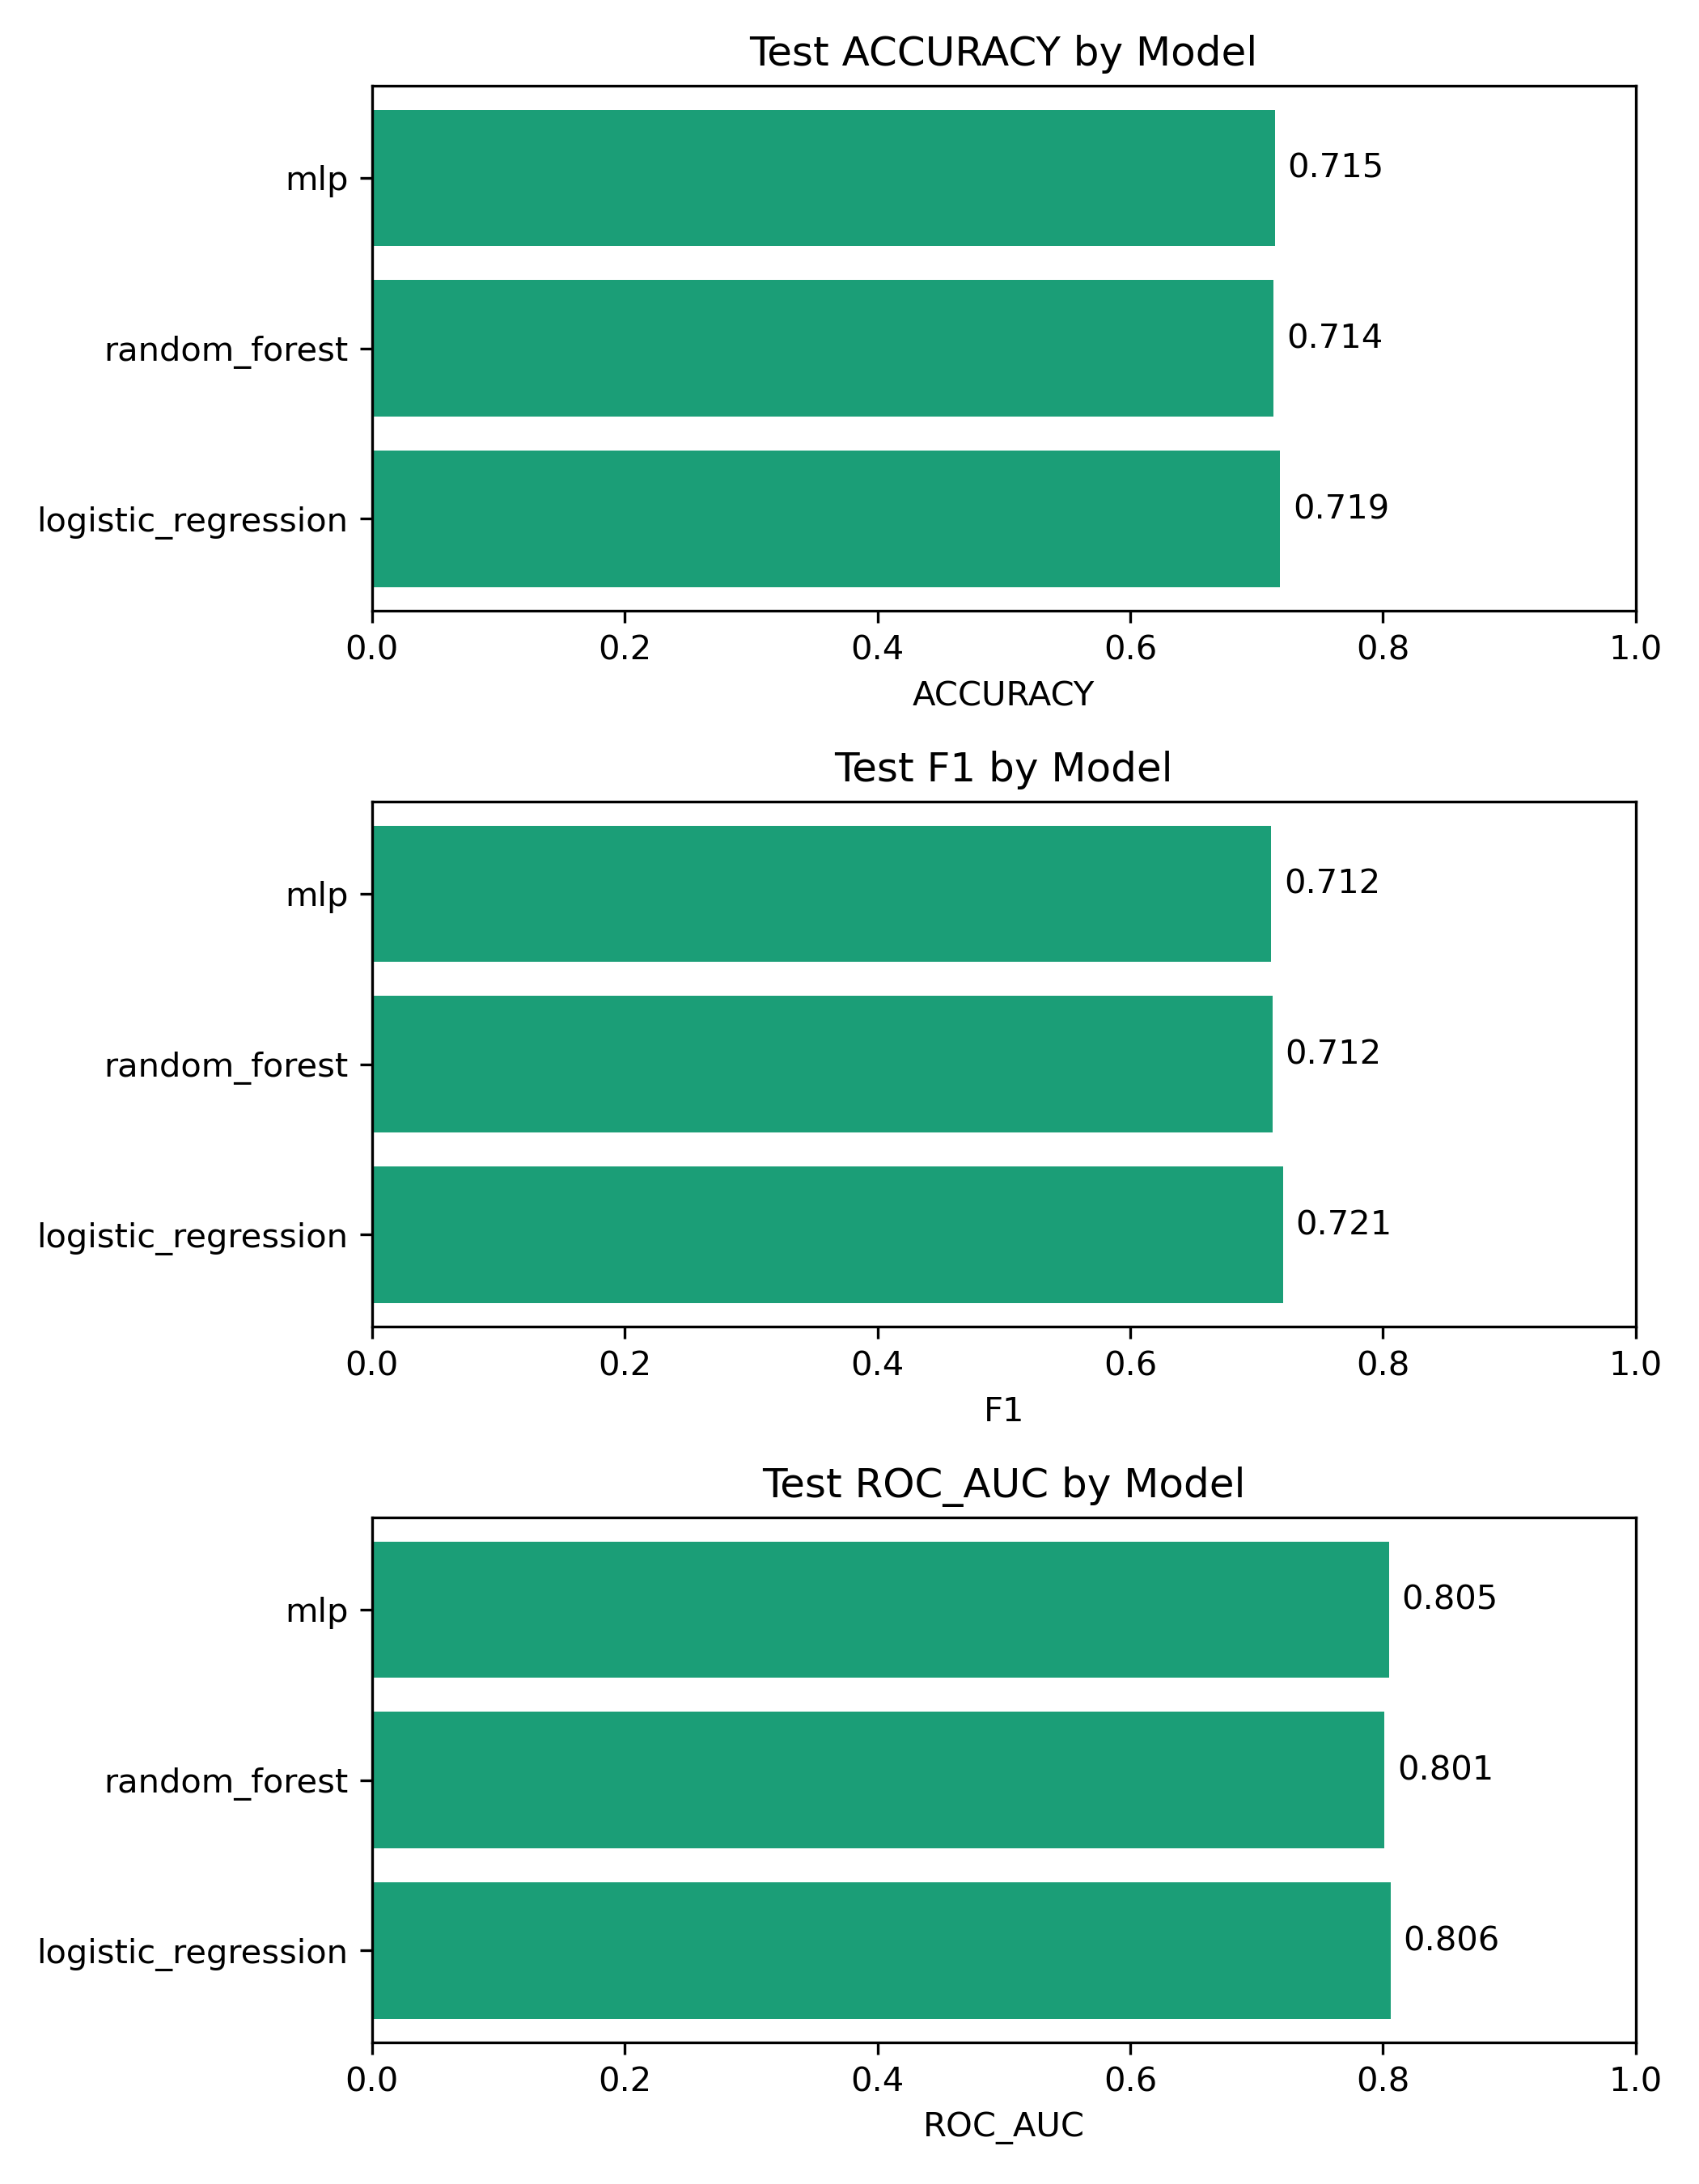 Test ACCURACY by Model
mlp 0.715
random_forest 0.714
logistic_regression 0.719
0.0 0.2 0.4 0.6 0.8 1.0
ACCURACY
Test F1 by Model
mlp 0.712
random_forest 0.712
logistic_regression 0.721
0.0 0.2 0.4 0.6 0.8 1.0
F1
Test ROC_AUC by Model
mlp 0.805
random_forest 0.801
logistic_regression 0.806
0.0 0.2 0.4 0.6 0.8 1.0
ROC_AUC